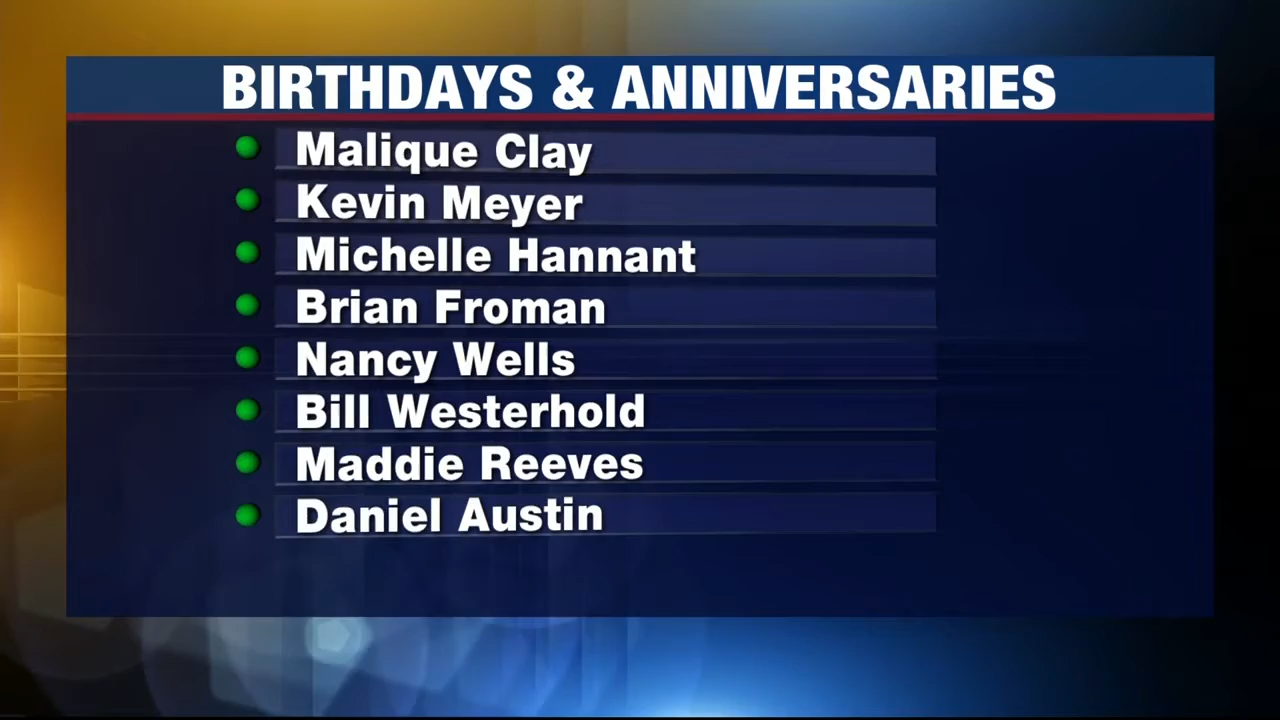 BIRTHDAYS & ANNIVERSARIES
Malique Clay
Kevin Meyer
Michelle Hannant
Brian Froman
Nancy Wells
Bill Westerhold
Maddie Reeves
Daniel Austin